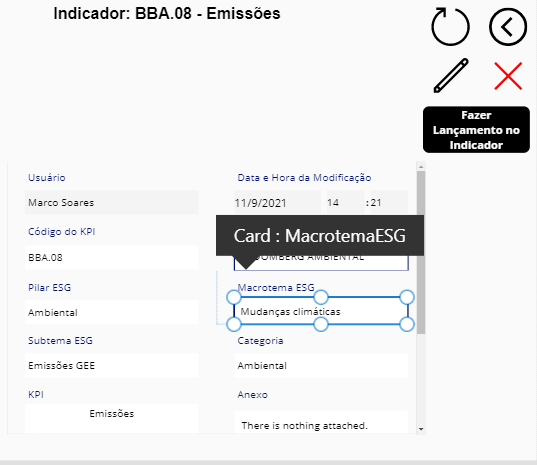 Indicador: BBA.08 - Emissões
Fazer
Lançamento no
Indicador
Usuário
Data e Hora da Modificação
Marco Soares
11/9/2021 14 : 21
Código do KPI
Card : MacrotemaESG
BBA.08
OMBERG AMBIENTAL
Pilar ESG
Macrotema ESG
Ambiental
Mudanças climáticas
Subtema ESG
Categoria
Emissões GEE
Ambiental
KPI
Anexo
Emissões
There is nothing attached.